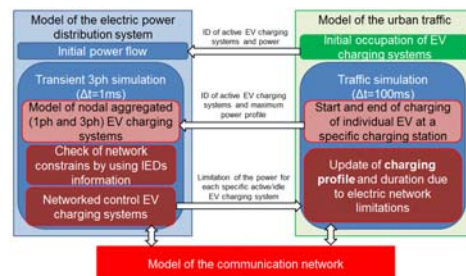 Model of the electric power
distribution system
Initial power flow
Transient 3ph simulation
(Δt=1ms)
Model of nodal aggregated
(1ph and 3ph) EV charging
systems
Check of network
constrains by using IEDs
information
Networked control EV
charging systems
ID of active EV charging
systems and power
ID of active EV charging
systems and maximum
power profile
Limitation of the power for
each specific active/idle
EV charging system
Model of the urban traffic
Initial occupation of EV
charging systems
Traffic simulation
(Δt=100ms)
Start and end of charging
of individual EV at a
specific charging station
Update of charging
profile and duration due
to electric network
limitations
Model of the communication network